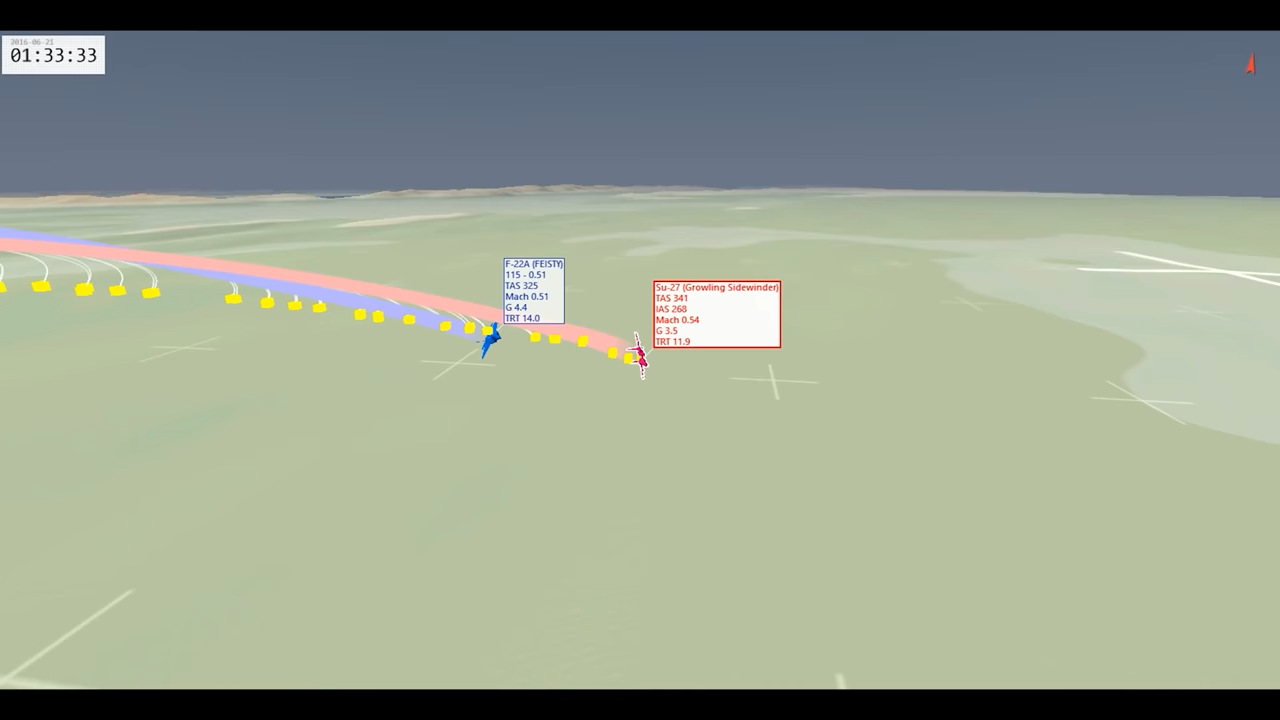 2016-06-21
01:33:33
F-22A (FEISTY)
115 - 0.51
TAS 325
Mach 0.51
G 4.4
TRT 14.0
Su-27 (Growling Sidewinder)
TAS 341
IAS 268
Mach 0.54
G 3.5
TRT 11.9